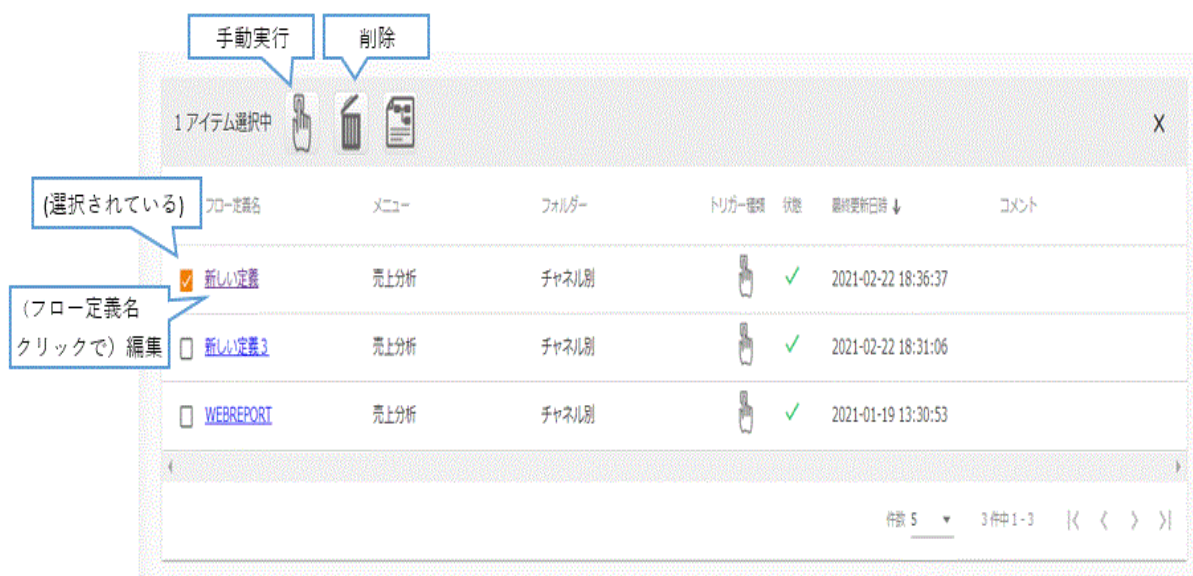 手動実行
削除
1 アイテム選択中
X
(選択されている)
フロー定義名 メニュー フォルダー トリガー種類 状態 最終更新日時 ↓ コメント
新しい定義 売上分析 チャネル別 2021-02-22 18:36:37
（フロー定義名
クリックで）編集
新しい定義3 売上分析 チャネル別 2021-02-22 18:31:06
WEBREPORT 売上分析 チャネル別 2021-01-19 13:30:53
件数 5 3 件中 1 - 3